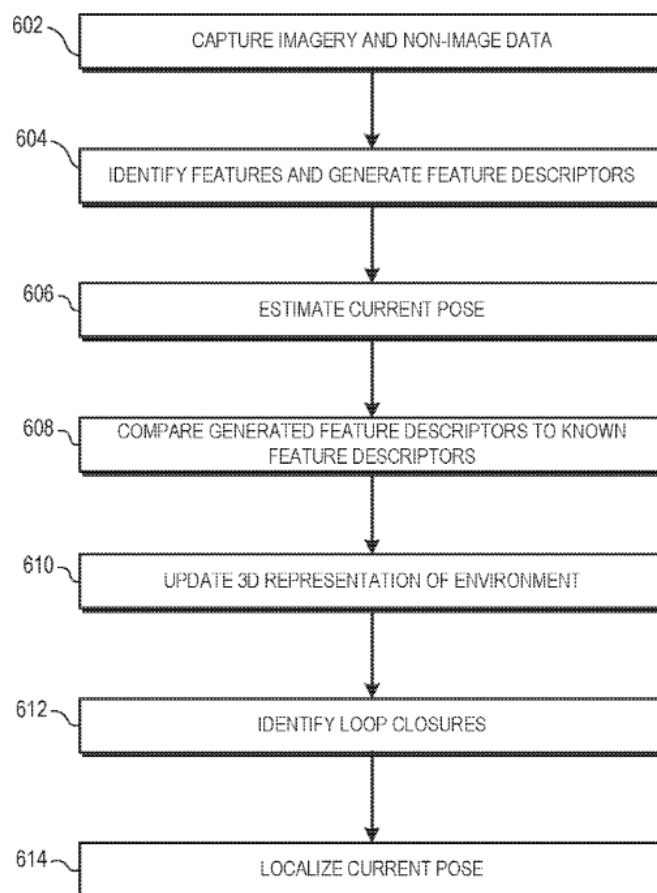 602
CAPTURE IMAGERY AND NON-IMAGE DATA
604
IDENTIFY FEATURES AND GENERATE FEATURE DESCRIPTORS
606
ESTIMATE CURRENT POSE
608
COMPARE GENERATED FEATURE DESCRIPTORS TO KNOWN
FEATURE DESCRIPTORS
610
UPDATE 3D REPRESENTATION OF ENVIRONMENT
612
IDENTIFY LOOP CLOSURES
614
LOCALIZE CURRENT POSE